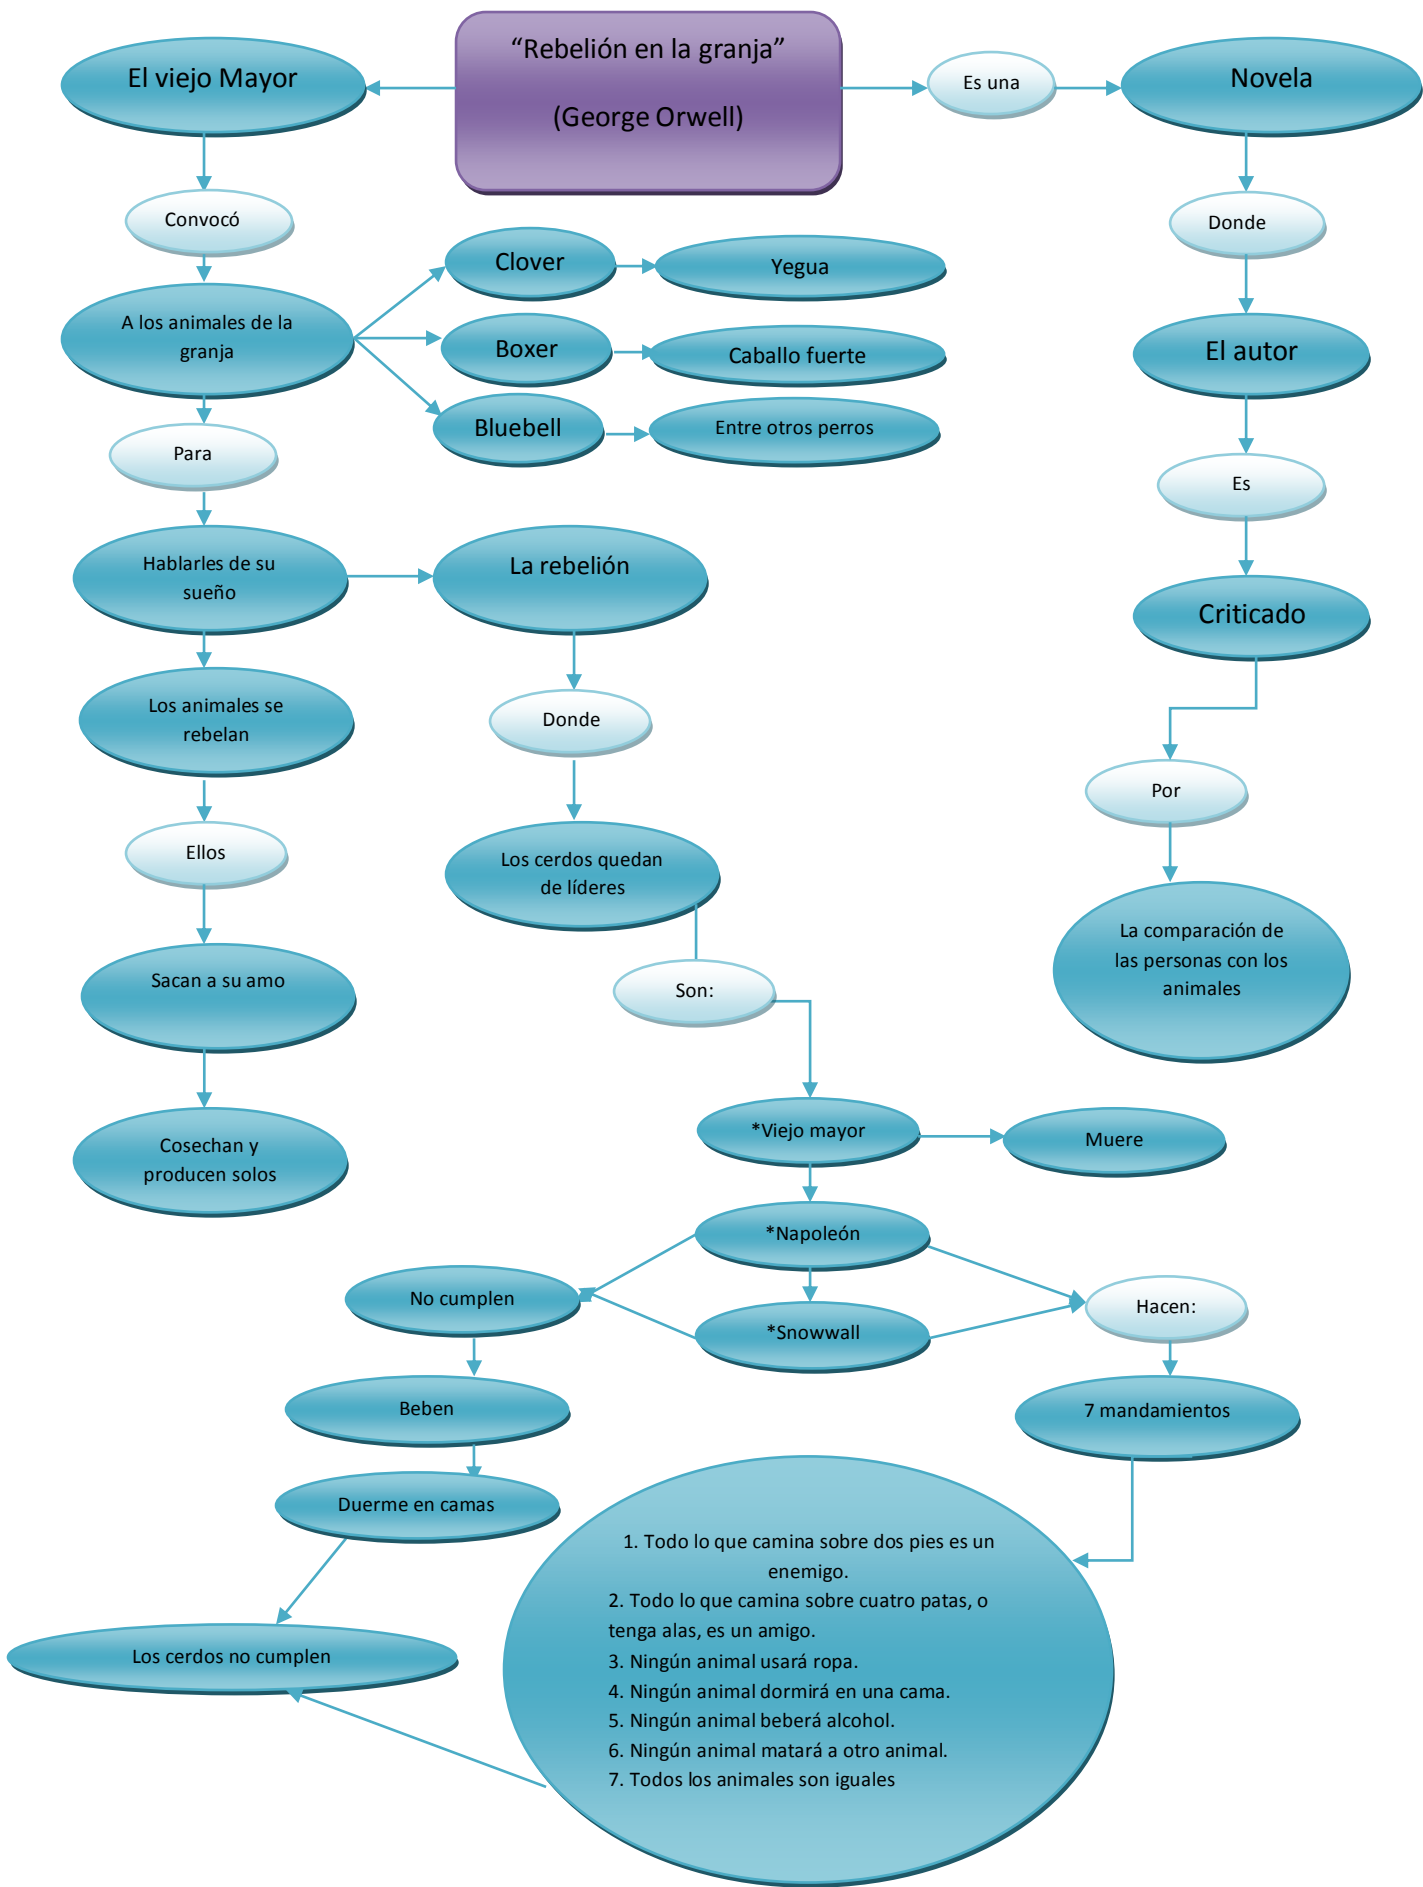 “Rebelión en la granja”
(George Orwell)
El viejo Mayor
Es una
Novela
Convocó
Donde
A los animales de la
granja
Clover
Yegua
Boxer
Caballo fuerte
Bluebell
Entre otros perros
El autor
Para
Es
Hablarles de su
sueño
La rebelión
Criticado
Los animales se
rebelan
Donde
Por
Ellos
Los cerdos quedan
de líderes
La comparación de
las personas con los
animales
Sacan a su amo
Son:
Cosechan y
producen solos
*Viejo mayor
Muere
*Napoleón
No cumplen
*Snowwall
Hacen:
Beben
7 mandamientos
Duerme en camas
1. Todo lo que camina sobre dos pies es un
enemigo.
2. Todo lo que camina sobre cuatro patas, o
tenga alas, es un amigo.
3. Ningún animal usará ropa.
4. Ningún animal dormirá en una cama.
5. Ningún animal beberá alcohol.
6. Ningún animal matará a otro animal.
7. Todos los animales son iguales
Los cerdos no cumplen